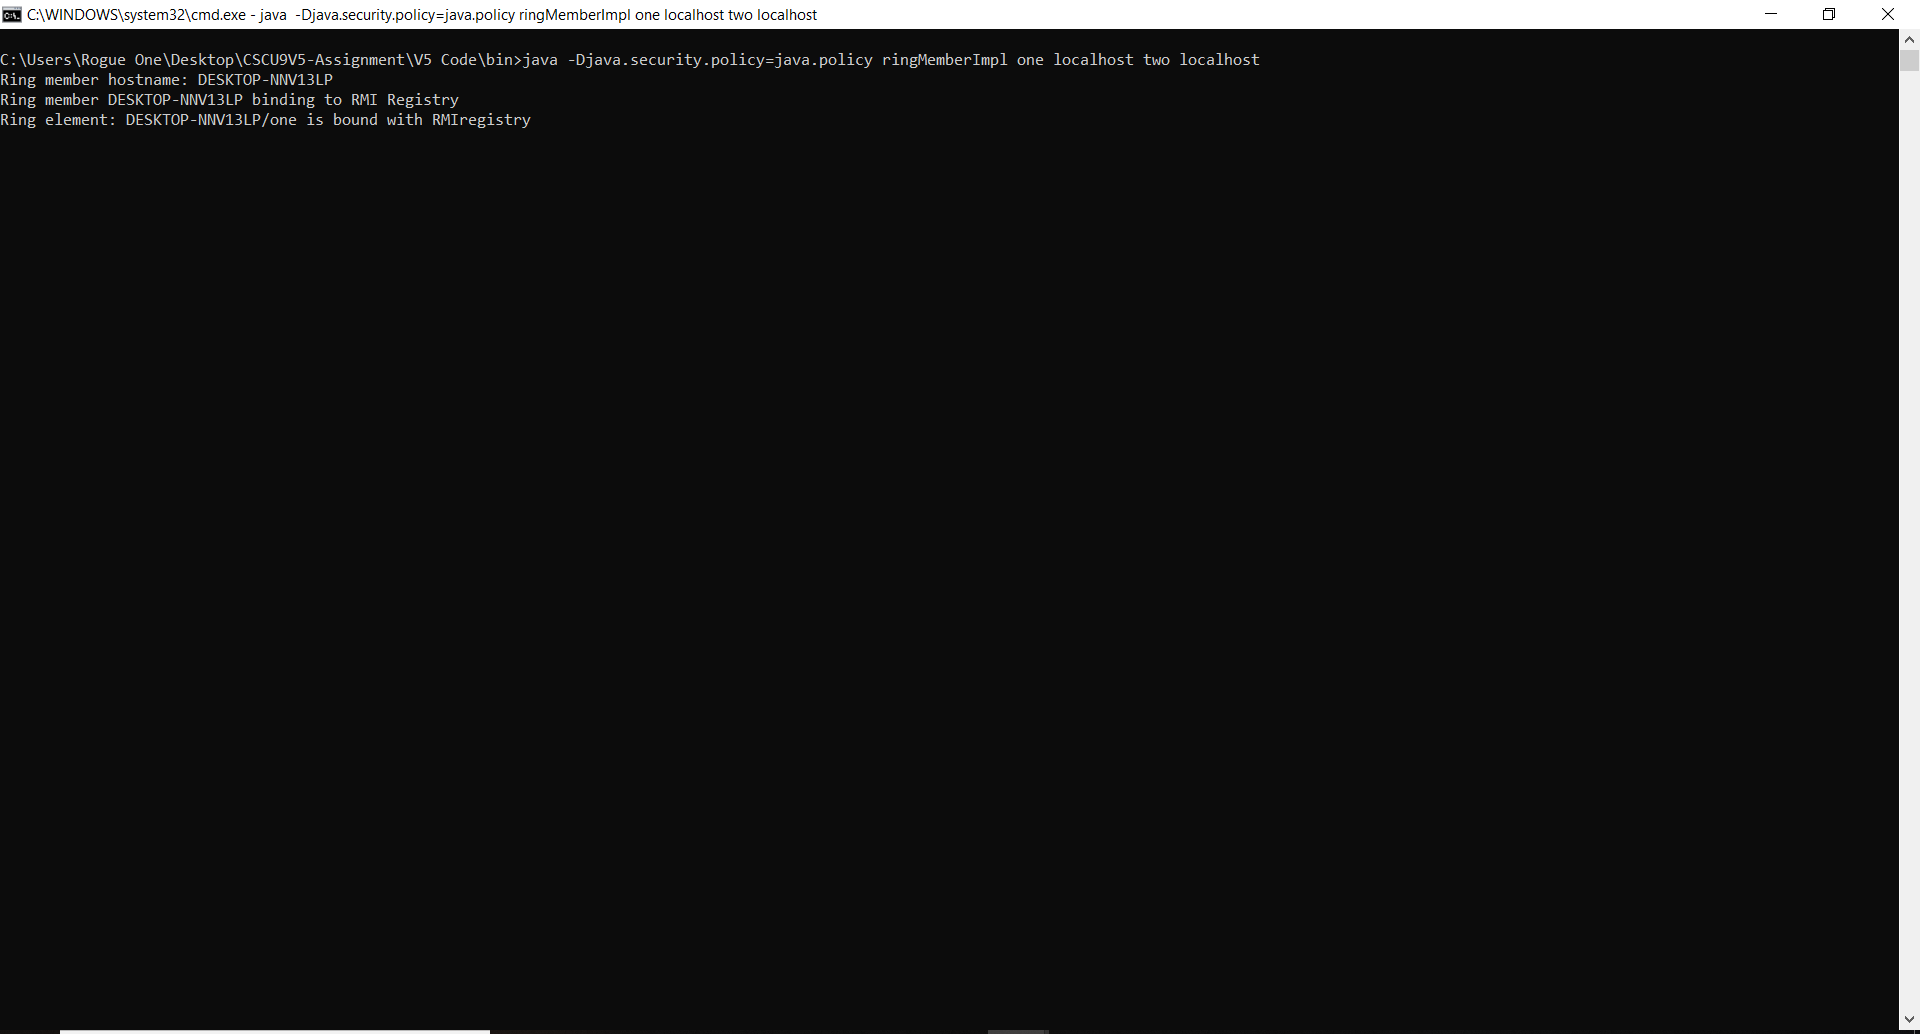 C:\WINDOWS\system32\cmd.exe - java  -Djava.security.policy=java.policy ringMemberImpl one localhost two localhost
C:\Users\Rogue One\Desktop\CSCU9V5-Assignment\V5 Code\bin>java -Djava.security.policy=java.policy ringMemberImpl one localhost two localhost
Ring member hostname: DESKTOP-NNV13LP
Ring member DESKTOP-NNV13LP binding to RMI Registry
Ring element: DESKTOP-NNV13LP/one is bound with RMIregistry